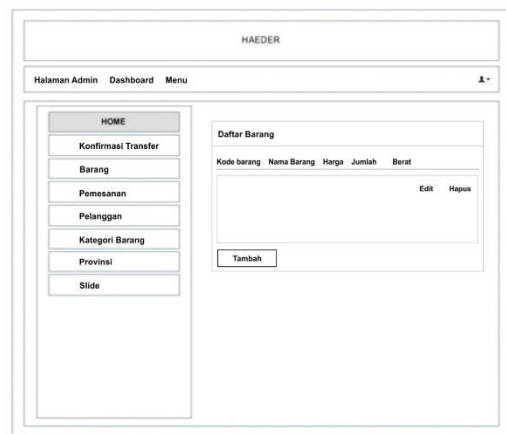 HAEDER
Halaman Admin Dashboard Menu
HOME
Konfirmasi Transfer
Barang
Pemesanan
Pelanggan
Kategori Barang
Provinsi
Slide
Daftar Barang
Kode barang Nama Barang Harga Jumlah Berat
Edit Hapus
Tambah